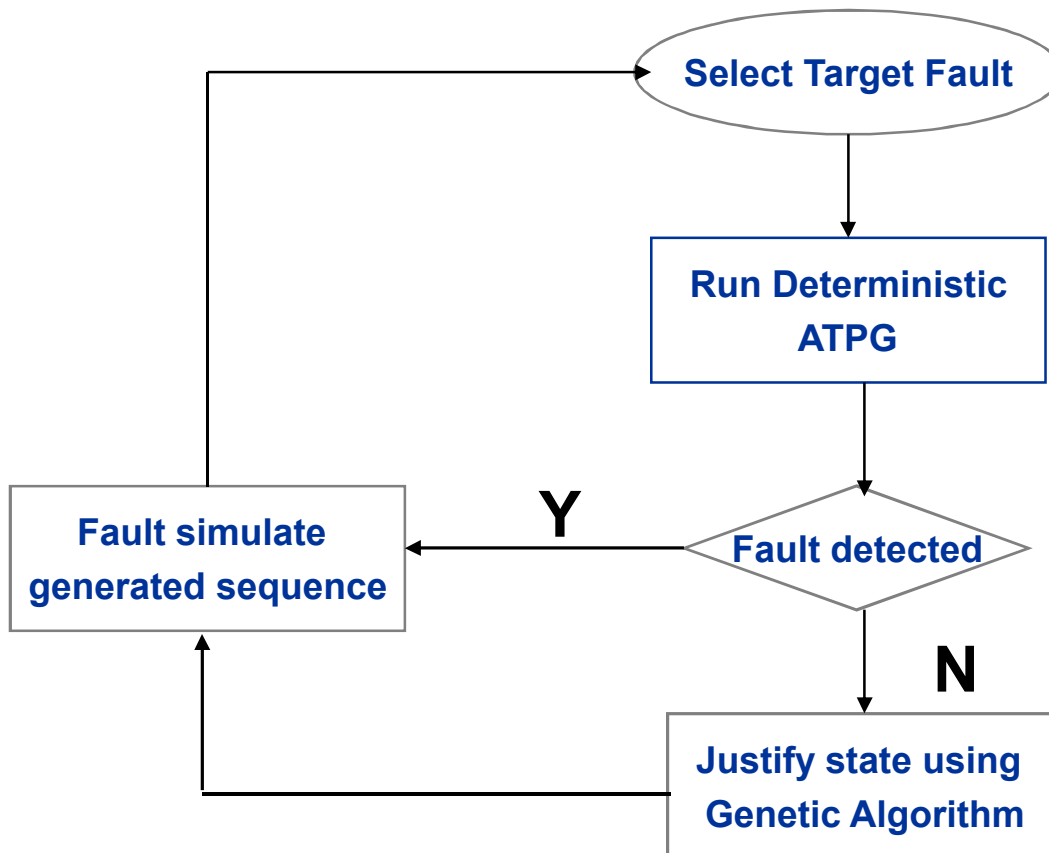 Select Target Fault
Run Deterministic
ATPG
Y
Fault detected
Fault simulate
generated sequence
N
Justify state using
Genetic Algorithm